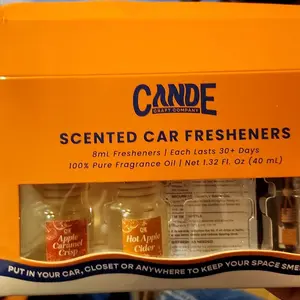 CANDE
CRAFT COMPANY
SCENTED CAR FRESHENERS
8mL Fresheners | Each Lasts 30+ Days
100% Pure Fragrance Oil | Net 1.32 Fl. Oz (40 mL)
Apple
Caramel
Crisp
Hot Apple
Cider
PUT IN YOUR CAR, CLOSET OR ANYWHERE TO KEEP YOUR SPACE SME